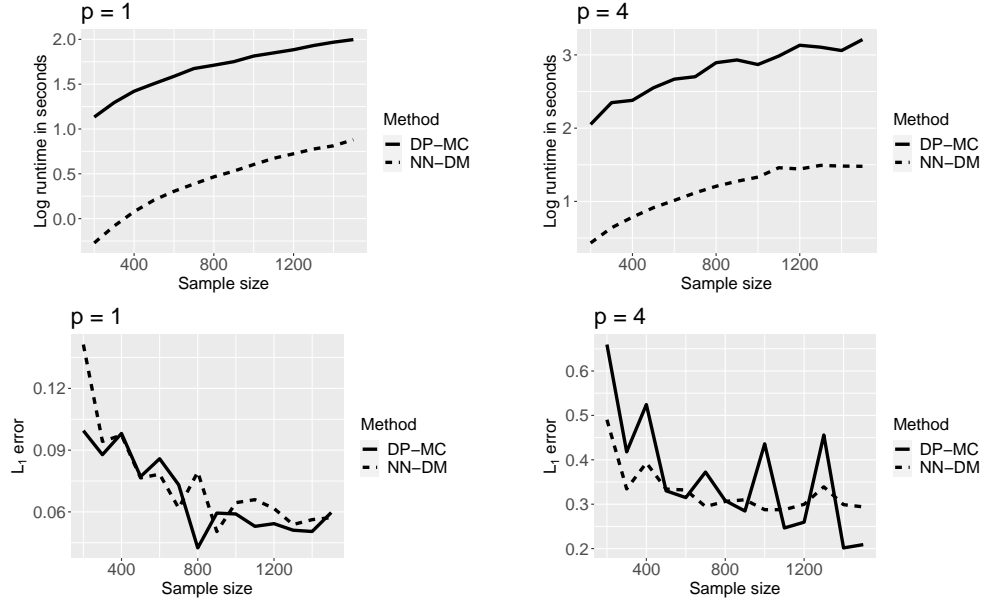 p = 1
Log runtime in seconds
2.0
1.5
1.0
0.5
0.0
400
800
1200
Sample size
Method
DP−MC
NN−DM
p = 4
Log runtime in seconds
3
2
1
400
800
1200
Sample size
Method
DP−MC
NN−DM
p = 1
L1 error
0.12
0.09
0.06
400
800
1200
Sample size
Method
DP−MC
NN−DM
p = 4
L1 error
0.6
0.5
0.4
0.3
0.2
400
800
1200
Sample size
Method
DP−MC
NN−DM